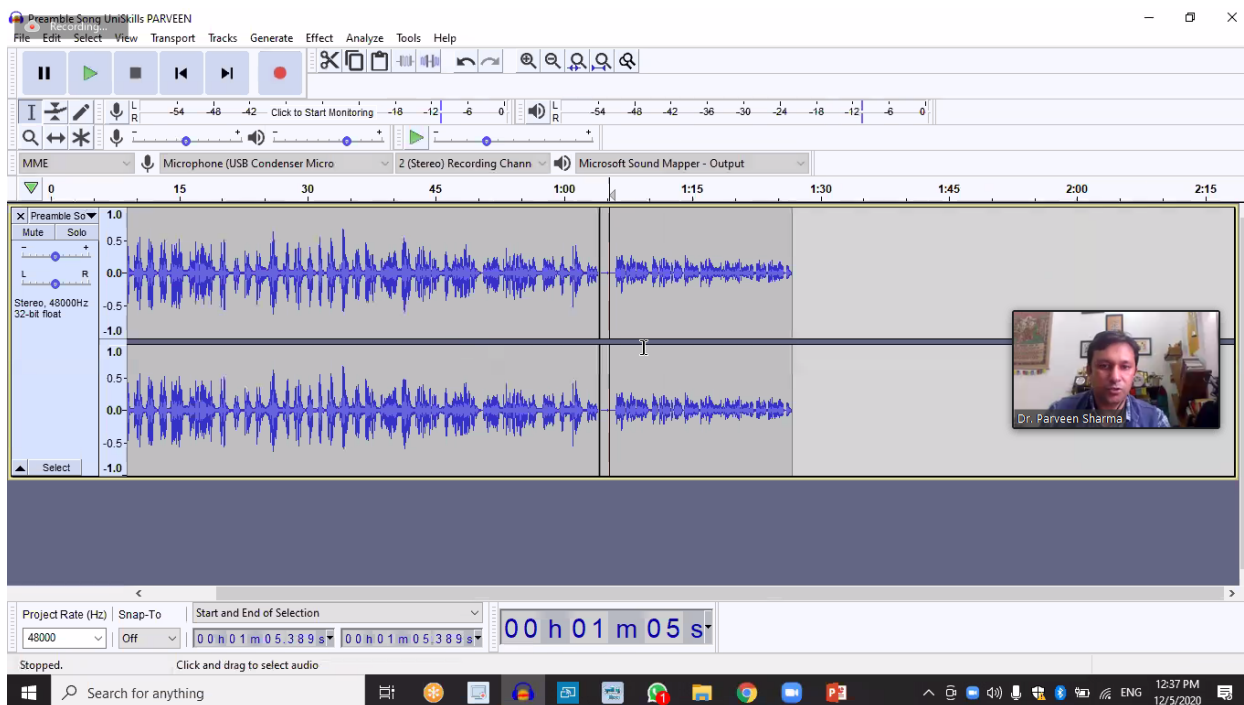 Preamble Song UniSkills PARVEEN
Recording...
File Edit Select View Transport Tracks Generate Effect Analyze Tools Help
L
R
-54 -48 -42 Click to Start Monitoring -18 -12 -6 0
L
R
-54 -48 -42 -36 -30 -24 -18 -12 -6 0
- +
- +
- +
MME Microphone (USB Condenser Micro 2 (Stereo) Recording Chann Microsoft Sound Mapper - Output
0 15 30 45 1:00 1:15 1:30 1:45 2:00 2:15
Preamble So
Mute Solo
- +
L R
Stereo, 48000Hz
32-bit float
Select
1.0
0.5
0.0
-0.5
-1.0
1.0
0.5
0.0
-0.5
-1.0
Dr. Parveen Sharma
Project Rate (Hz) Snap-To Start and End of Selection
48000 Off 00 h 01 m 05.389 s 00 h 01 m 05.389 s
00 h 01 m 05 s
Stopped. Click and drag to select audio
Search for anything
1
ENG
12:37 PM
12/5/2020